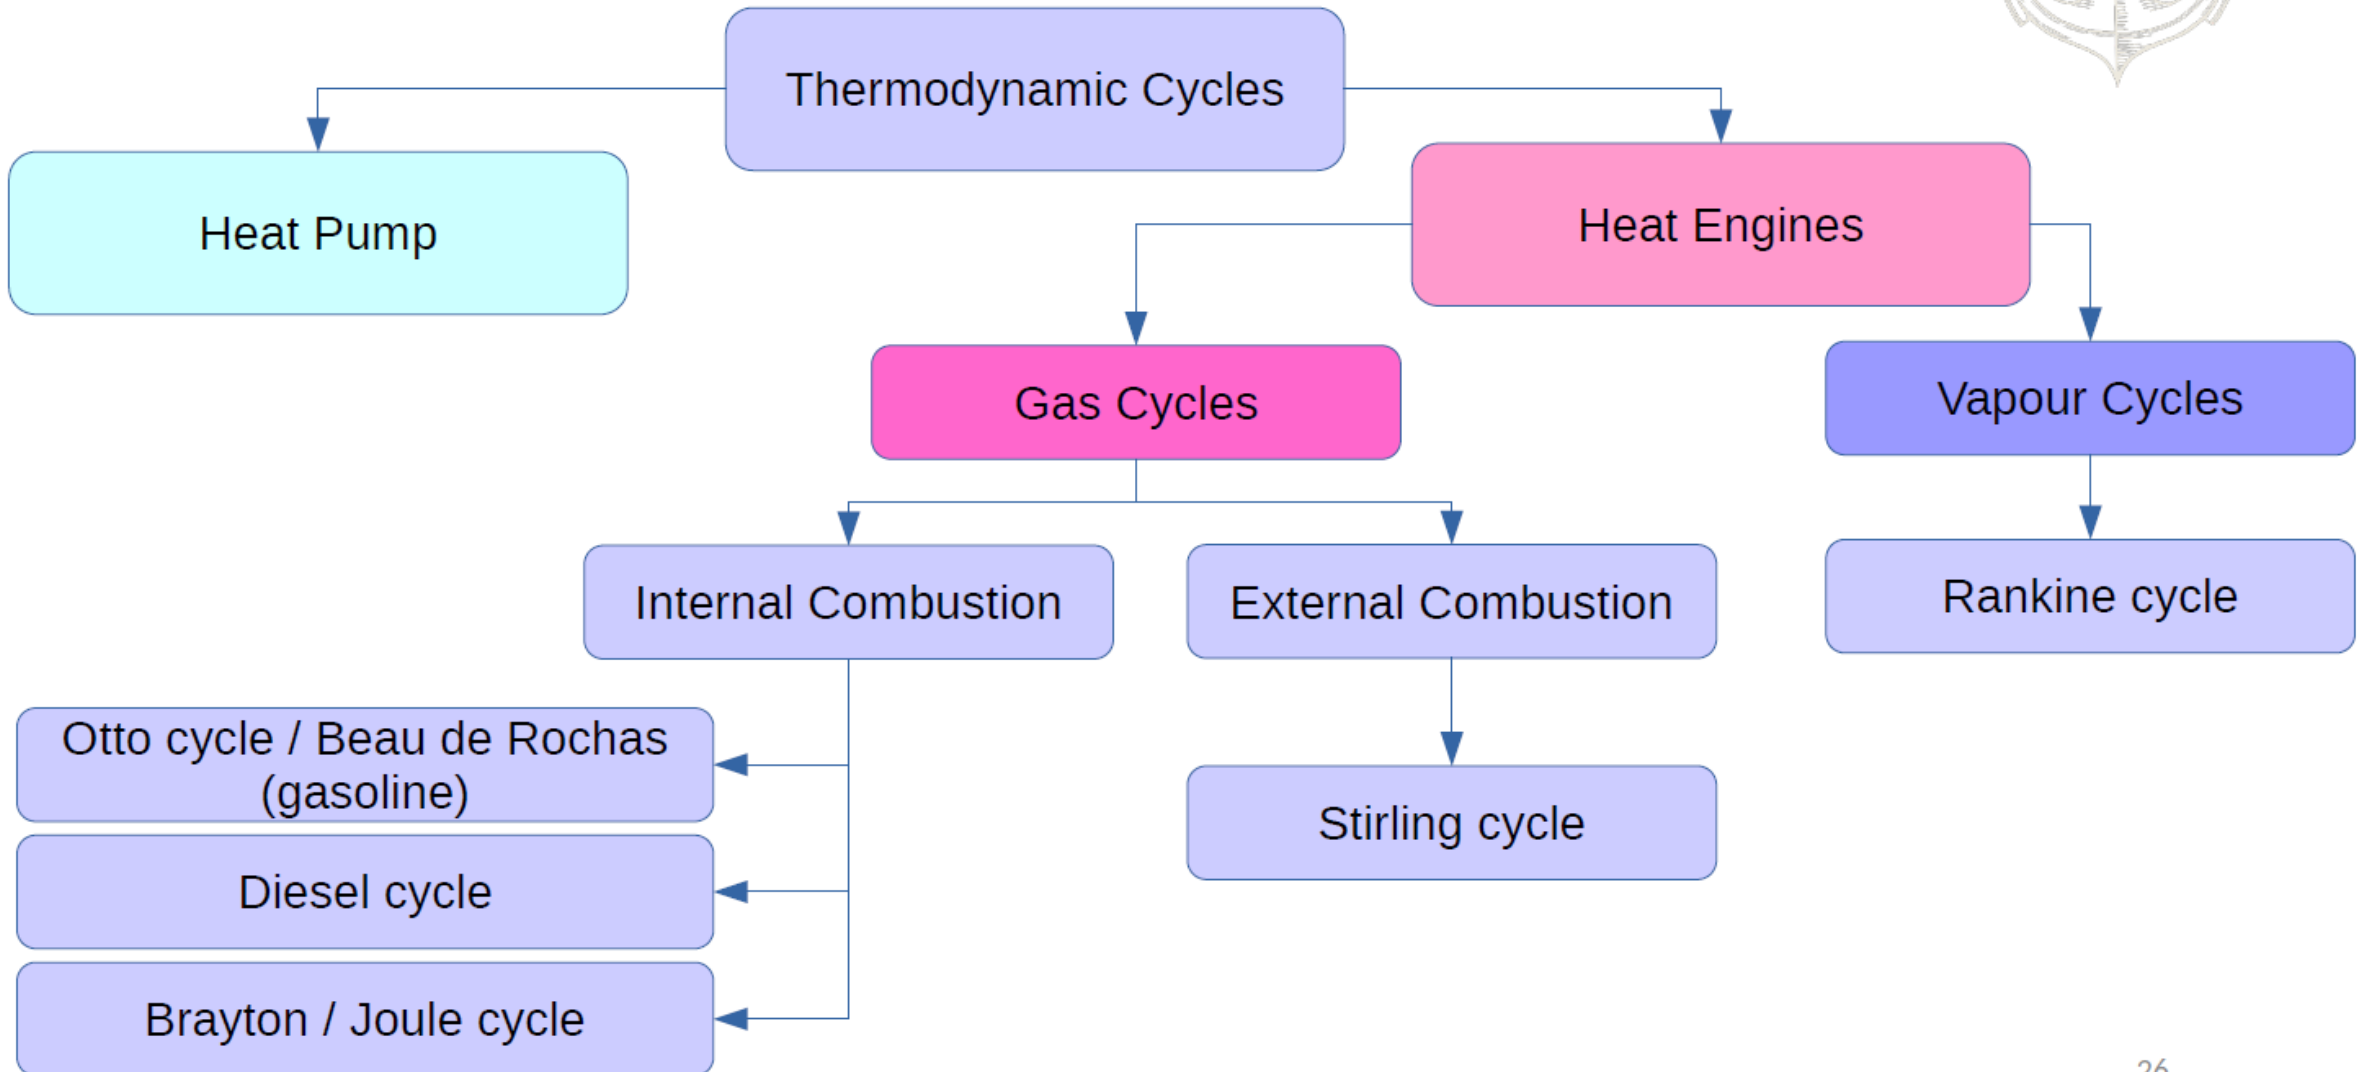 Thermodynamic Cycles
Heat Pump
Heat Engines
Gas Cycles
Vapour Cycles
Internal Combustion
External Combustion
Rankine cycle
Otto cycle / Beau de Rochas
(gasoline)
Diesel cycle
Stirling cycle
Brayton / Joule cycle
26